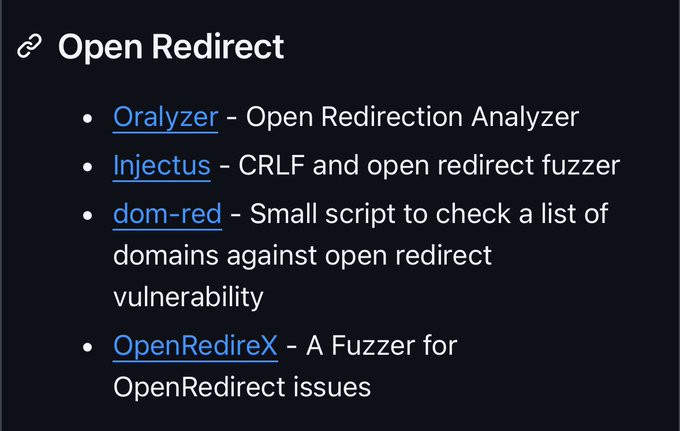 Open Redirect
Oralyzer - Open Redirection Analyzer
Injectus - CRLF and open redirect fuzzer
dom-red - Small script to check a list of
domains against open redirect
vulnerability
OpenRedireX - A Fuzzer for
OpenRedirect issues